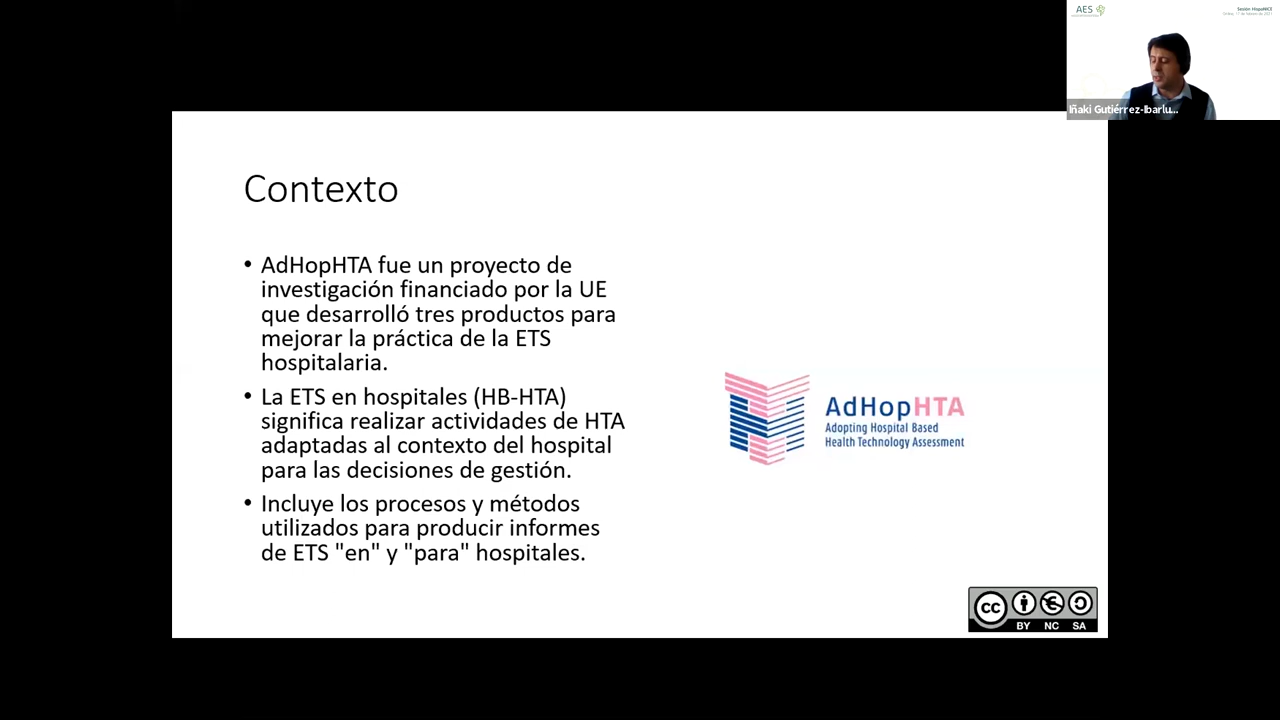 AES
Sesión HispaNICE
Iñaki Gutiérrez-Ibarlu...
Contexto
• AdHopHTA fue un proyecto de
investigación financiado por la UE
que desarrolló tres productos para
mejorar la práctica de la ETS
hospitalaria.
• La ETS en hospitales (HB-HTA)
significa realizar actividades de HTA
adaptadas al contexto del hospital
para las decisiones de gestión.
• Incluye los procesos y métodos
utilizados para producir informes
de ETS "en" y "para" hospitales.
AdHopHTA
Adopting Hospital Based
Health Technology Assessment
cc
BY NC SA